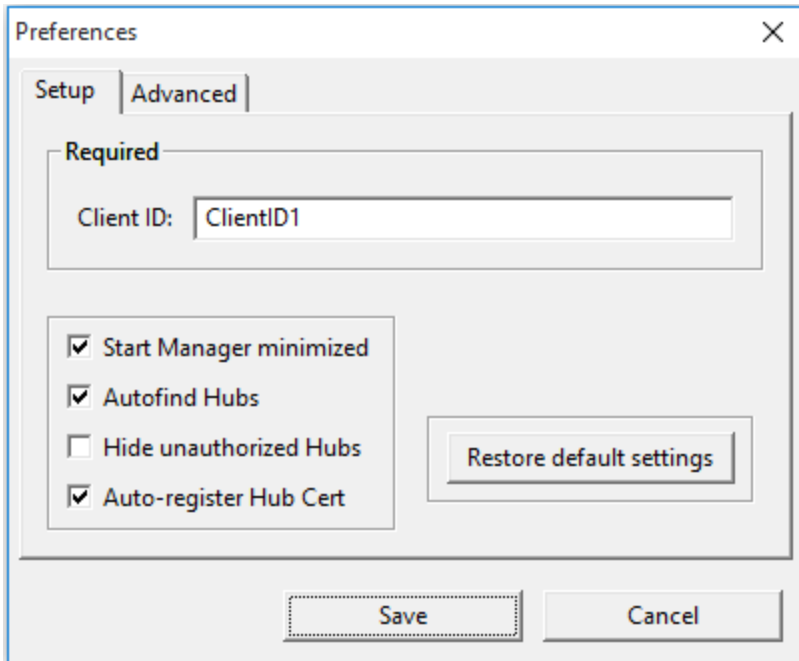 Preferences
Setup
Advanced
Required
Client ID: ClientID1
Start Manager minimized
Autofind Hubs
Hide unauthorized Hubs
Auto-register Hub Cert
Restore default settings
Save
Cancel